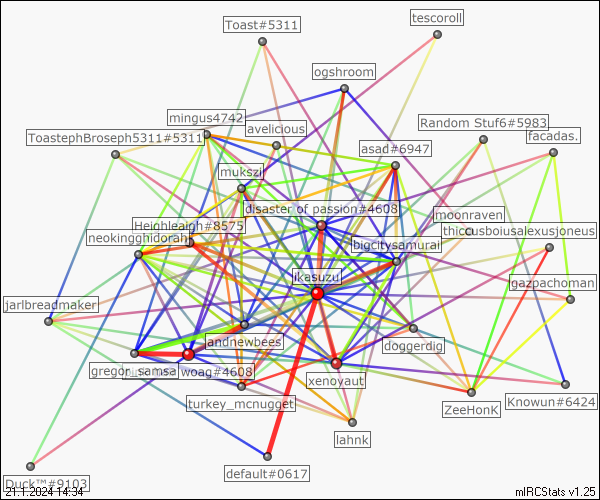 Toast#5311
tescoroll
ogshroom
mingus4742
avelicious
Random Stuf6#5983
facadas.
ToastephBroseph5311#5311
asad#6947
mukszi
disaster of passion#4608
moonraven
Heighleaigh#8575
thiccusboiusalexusjoneus
neokingghidorah
bigcitysamurai
ikasuzu
gazpachoman
jarlbreadmaker
andnewbees
doggerdig
gregor_samsa
woag#4608
xenoyaut
turkey_mcnugget
ZeeHonK
Knowun#6424
lahnk
default#0617
Duck™#9103
21.1.2024 14:34
mIRCStats v1.25